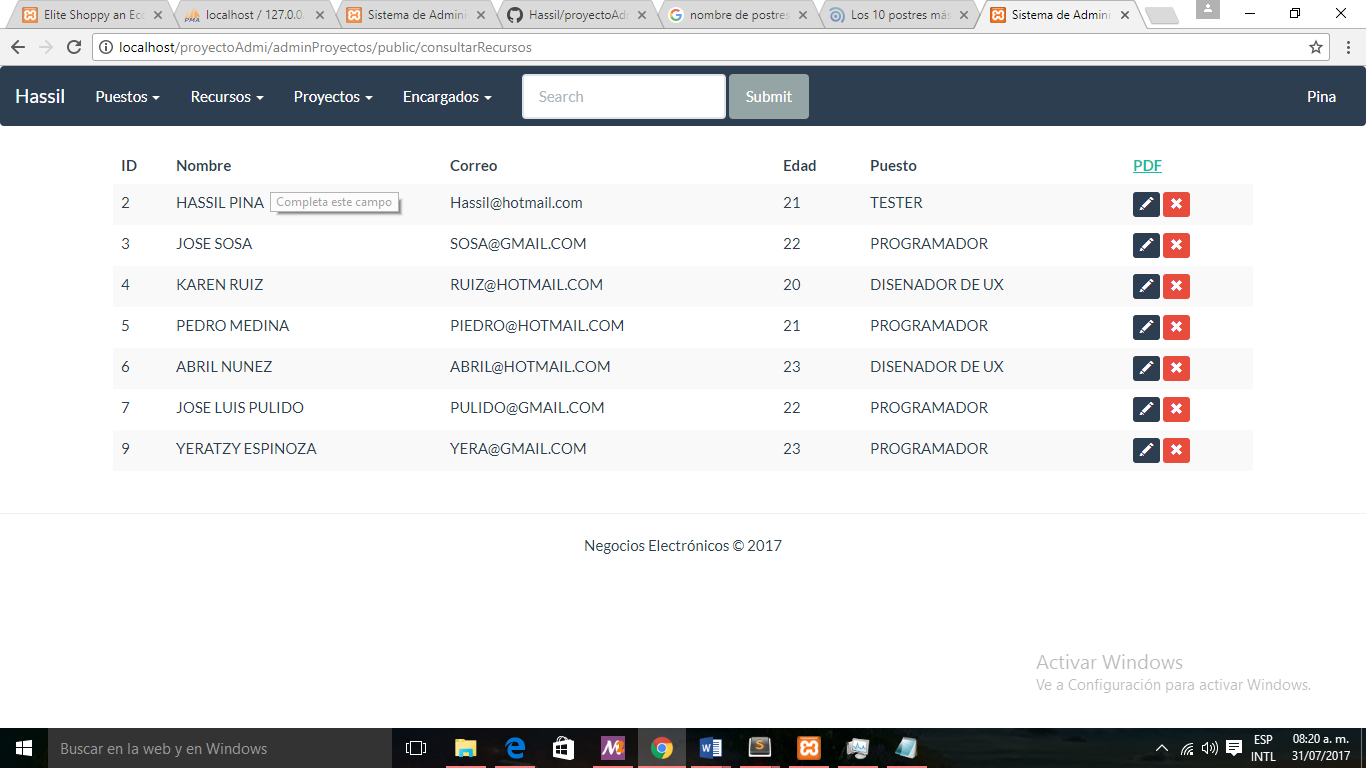 Elite Shoppy an Eco
localhost / 127.0.0.
Sistema de Admini
Hassil/proyectoAdm
nombre de postres
Los 10 postres más
Sistema de Admini
localhost/proyectoAdmi/adminProyectos/public/consultarRecursos
Hassil Puestos Recursos Proyectos Encargados Search Submit Pina
ID Nombre Correo Edad Puesto PDF
2 HASSIL PINA Hassil@hotmail.com 21 TESTER
Completa este campo
3 JOSE SOSA SOSA@GMAIL.COM 22 PROGRAMADOR
4 KAREN RUIZ RUIZ@HOTMAIL.COM 20 DISENADOR DE UX
5 PEDRO MEDINA PIEDRO@HOTMAIL.COM 21 PROGRAMADOR
6 ABRIL NUNEZ ABRIL@HOTMAIL.COM 23 DISENADOR DE UX
7 JOSE LUIS PULIDO PULIDO@GMAIL.COM 22 PROGRAMADOR
9 YERATZY ESPINOZA YERA@GMAIL.COM 23 PROGRAMADOR
Negocios Electrónicos © 2017
Activar Windows
Ve a Configuración para activar Windows.
Buscar en la web y en Windows
ESP
INTL
08:20 a. m.
31/07/2017